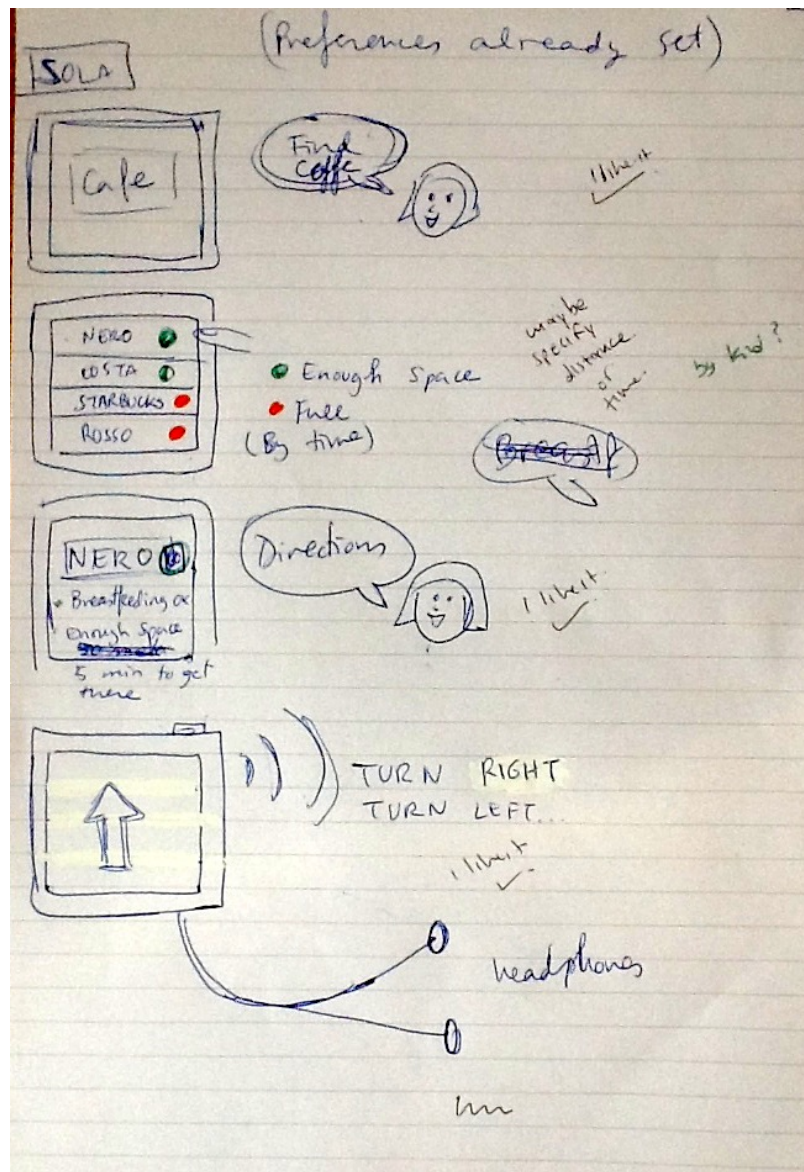 (Preferences already set)
SOLA
Cafe
Find
Coffe
I like it
NERO
COSTA
STARBUCKS
ROSSO
Enough Space
Full
(By time)
maybe
specify
distance
or
time.
by kid?
Directions
NERO
Breastfeeding ok
enough space
5 min to get
there
I like it
TURN RIGHT
TURN LEFT...
I like it
headphones